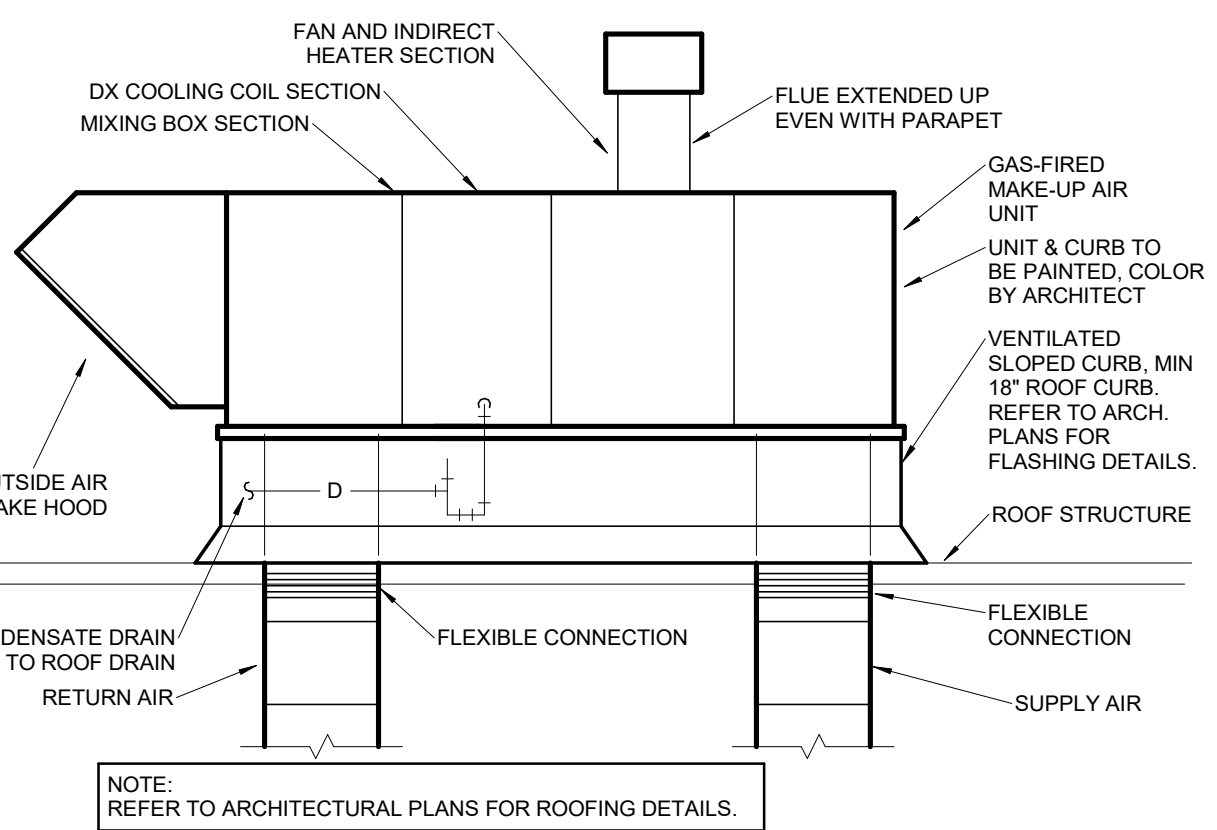 FAN AND INDIRECT
HEATER SECTION
DX COOLING COIL SECTION
MIXING BOX SECTION
FLUE EXTENDED UP
EVEN WITH PARAPET
GAS-FIRED
MAKE-UP AIR
UNIT
UNIT & CURB TO
BE PAINTED, COLOR
BY ARCHITECT
VENTILATED
SLOPED CURB, MIN
18" ROOF CURB.
REFER TO ARCH.
PLANS FOR
FLASHING DETAILS.
AIR
HOOD
D
ROOF STRUCTURE
DRAIN
TO ROOF DRAIN
RETURN AIR
FLEXIBLE CONNECTION
FLEXIBLE
CONNECTION
SUPPLY AIR
NOTE:
REFER TO ARCHITECTURAL PLANS FOR ROOFING DETAILS.